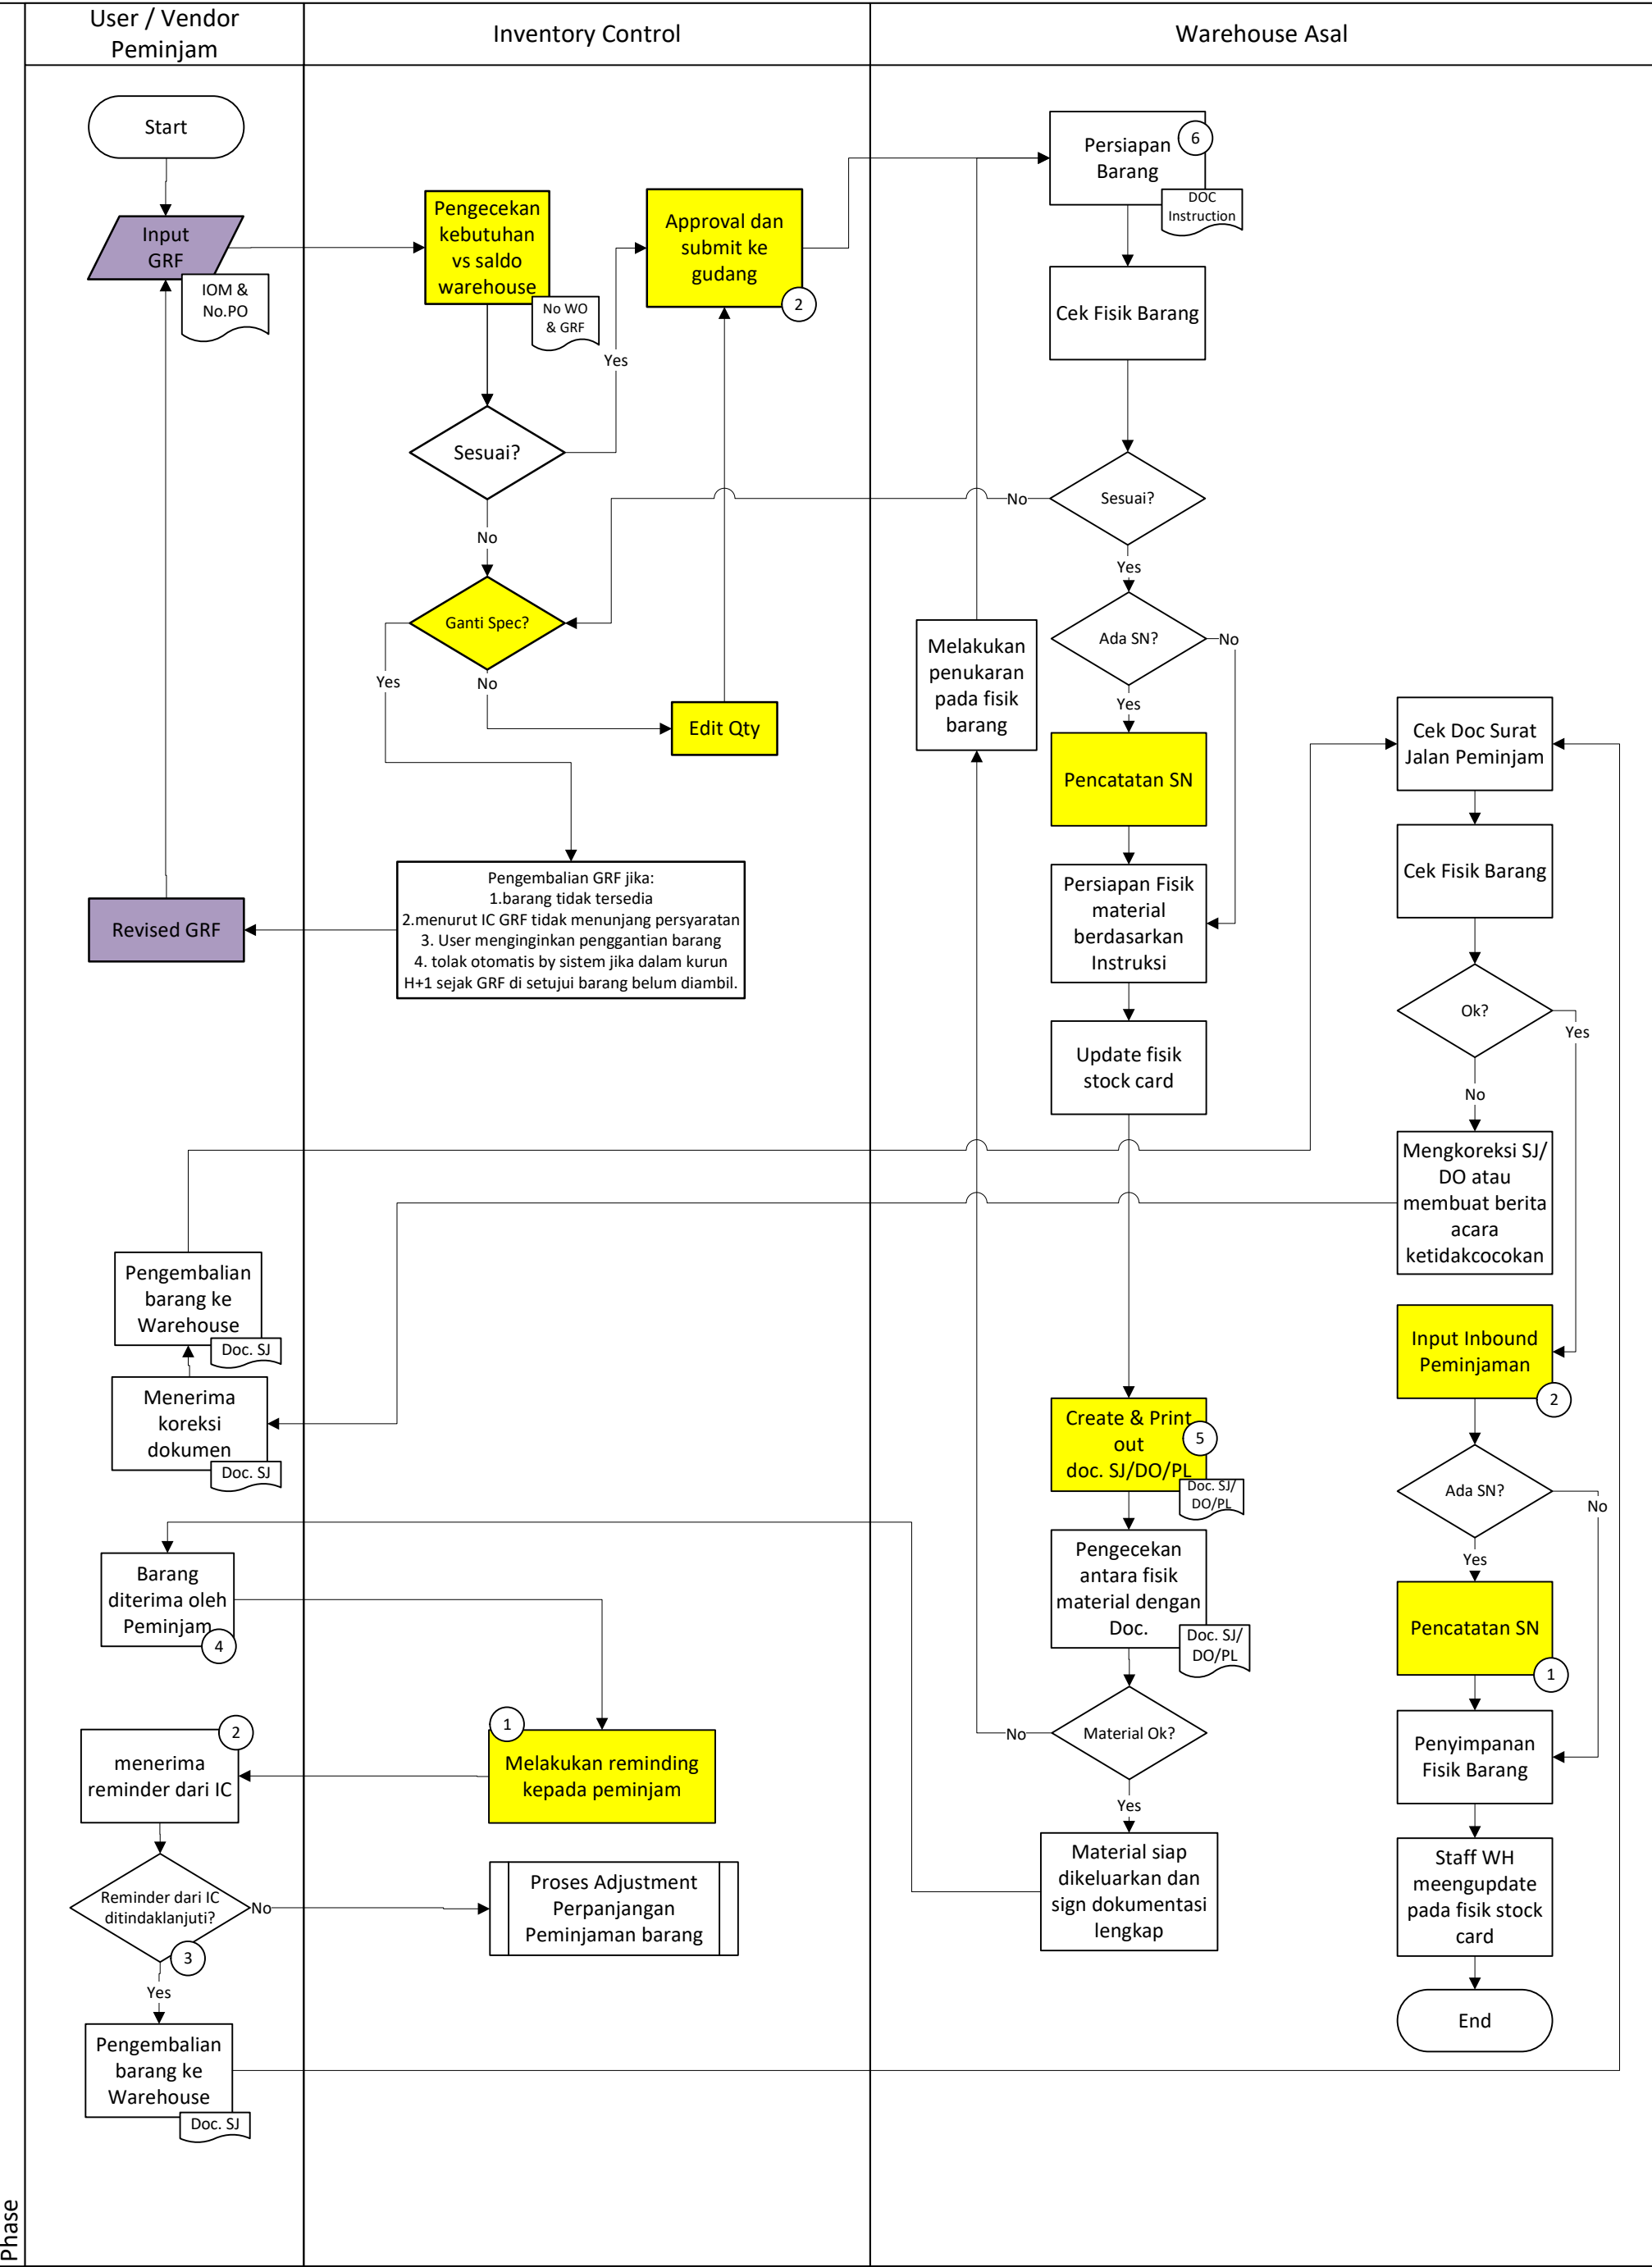 User / Vendor
Peminjam
Inventory Control
Warehouse Asal
Phase
Start
Input
GRF
IOM &
No.PO
Revised GRF
Pengembalian
barang ke
Warehouse
Doc. SJ
Menerima
koreksi
dokumen
Doc. SJ
Barang
diterima oleh
Peminjam
4
2
menerima
reminder dari IC
Reminder dari IC
ditindaklanjuti?
No
3
Yes
Pengembalian
barang ke
Warehouse
Doc. SJ
Pengecekan
kebutuhan
vs saldo
warehouse
No WO
& GRF
Approval dan
submit ke
gudang
2
Yes
Sesuai?
No
Ganti Spec?
Yes
No
Edit Qty
Pengembalian GRF jika:
1.barang tidak tersedia
2.menurut IC GRF tidak menunjang persyaratan
3. User menginginkan penggantian barang
4. tolak otomatis by sistem jika dalam kurun
H+1 sejak GRF di setujui barang belum diambil.
1
Melakukan reminding
kepada peminjam
Proses Adjustment
Perpanjangan
Peminjaman barang
Persiapan
Barang
6
DOC
Instruction
Cek Fisik Barang
Sesuai?
No
Yes
Ada SN?
No
Yes
Melakukan
penukaran
pada fisik
barang
Pencatatan SN
Persiapan Fisik
material
berdasarkan
Instruksi
Update fisik
stock card
Create & Print
out
doc. SJ/DO/PL
5
Doc. SJ/
DO/PL
Pengecekan
antara fisik
material dengan
Doc.
Doc. SJ/
DO/PL
Material Ok?
No
Yes
Material siap
dikeluarkan dan
sign dokumentasi
lengkap
Cek Doc Surat
Jalan Peminjam
Cek Fisik Barang
Ok?
Yes
No
Mengkoreksi SJ/
DO atau
membuat berita
acara
ketidakcocokan
Input Inbound
Peminjaman
2
Ada SN?
No
Yes
Pencatatan SN
1
Penyimpanan
Fisik Barang
Staff WH
meengupdate
pada fisik stock
card
End